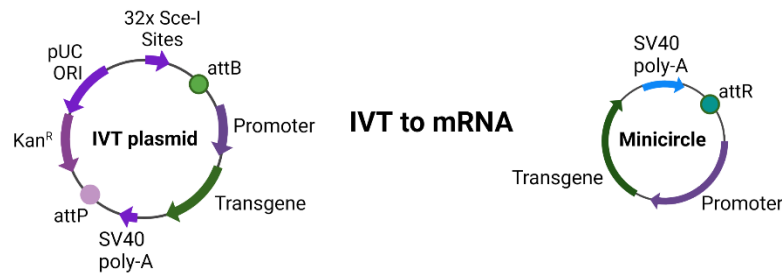 32x Sce-I
Sites
pUC
ORI
attB
Kanᴿ
IVT plasmid
Promoter
attP
Transgene
SV40
poly-A
IVT to mRNA
SV40
poly-A
attR
Minicircle
Transgene
Promoter